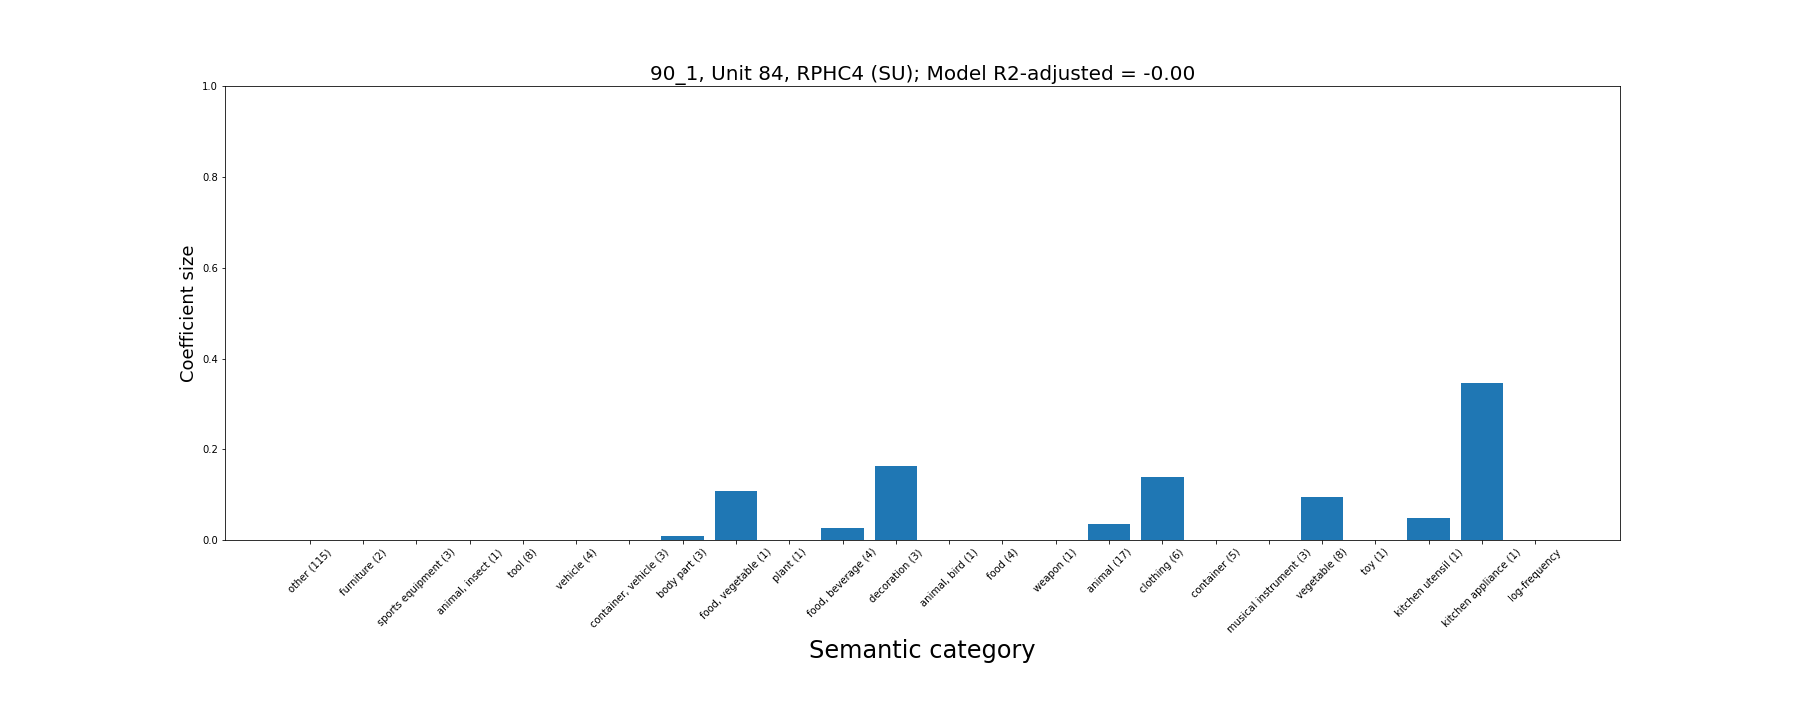 90_1, Unit 84, RPHC4 (SU); Model R2-adjusted = -0.00
Coefficient size
1.0
0.8
0.6
0.4
0.2
0.0
other (115)
furniture (2)
sports equipment (3)
animal, insect (1)
tool (8)
vehicle (4)
container, vehicle (3)
body part (3)
food, vegetable (1)
plant (1)
food, beverage (4)
decoration (3)
animal, bird (1)
food (4)
weapon (1)
animal (17)
clothing (6)
container (5)
musical instrument (3)
vegetable (8)
toy (1)
kitchen utensil (1)
kitchen appliance (1)
log-frequency
Semantic category